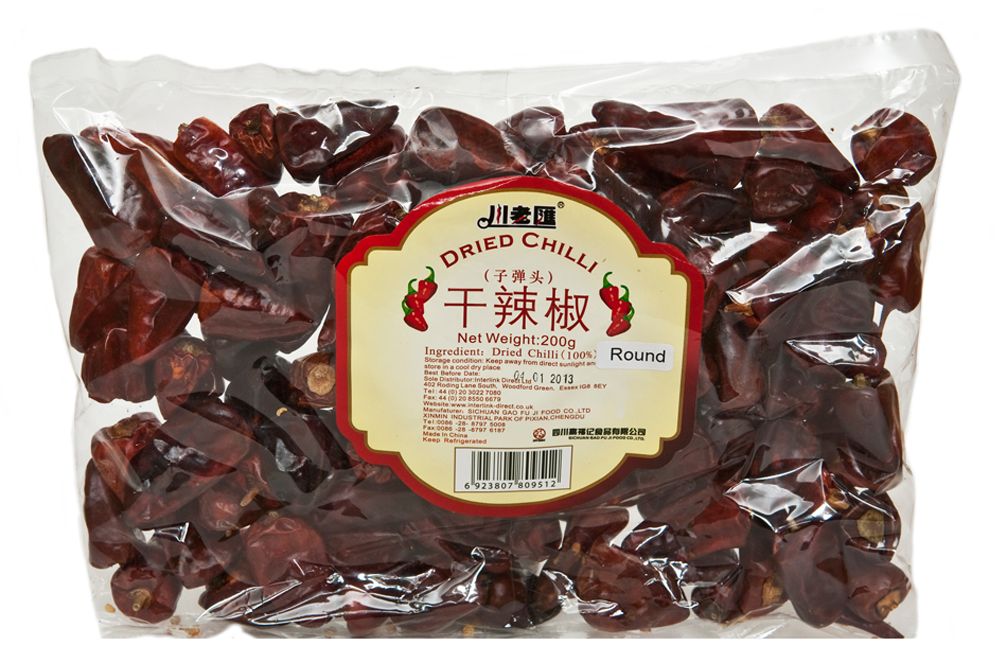 川老匯®
DRIED CHILLI
(子弹头)
干辣椒
Net Weight:200g
Ingredient: Dried Chilli(100%)
Round
Storage condition: Keep away from direct sunlight an
store in a cool dry place
Best Before Date: 04 01 2013
Sole Distributor:Interlink Direct Ltd
402 Roding Lane South, Woodford Green, Essex IG8 8EY
Tel: 44 (0) 20 3022 7080
Fax: 44 (0) 20 8550 6679
Website:www.interlink-direct.co.uk
Manufacturer: SICHUAN GAO FU JI FOOD CO.,LTD
XINMIN INDUSTRIAL PARK OF PIXIAN,CHENGDU
Tel:0086 -28- 8797 5008
Fax:0086 -28- 8797 6187
Made In China
Keep Refrigerated
四川高福记食品有限公司
SICHUAN GAO FU JI FOOD CO.,LTD.
6 923807 809512